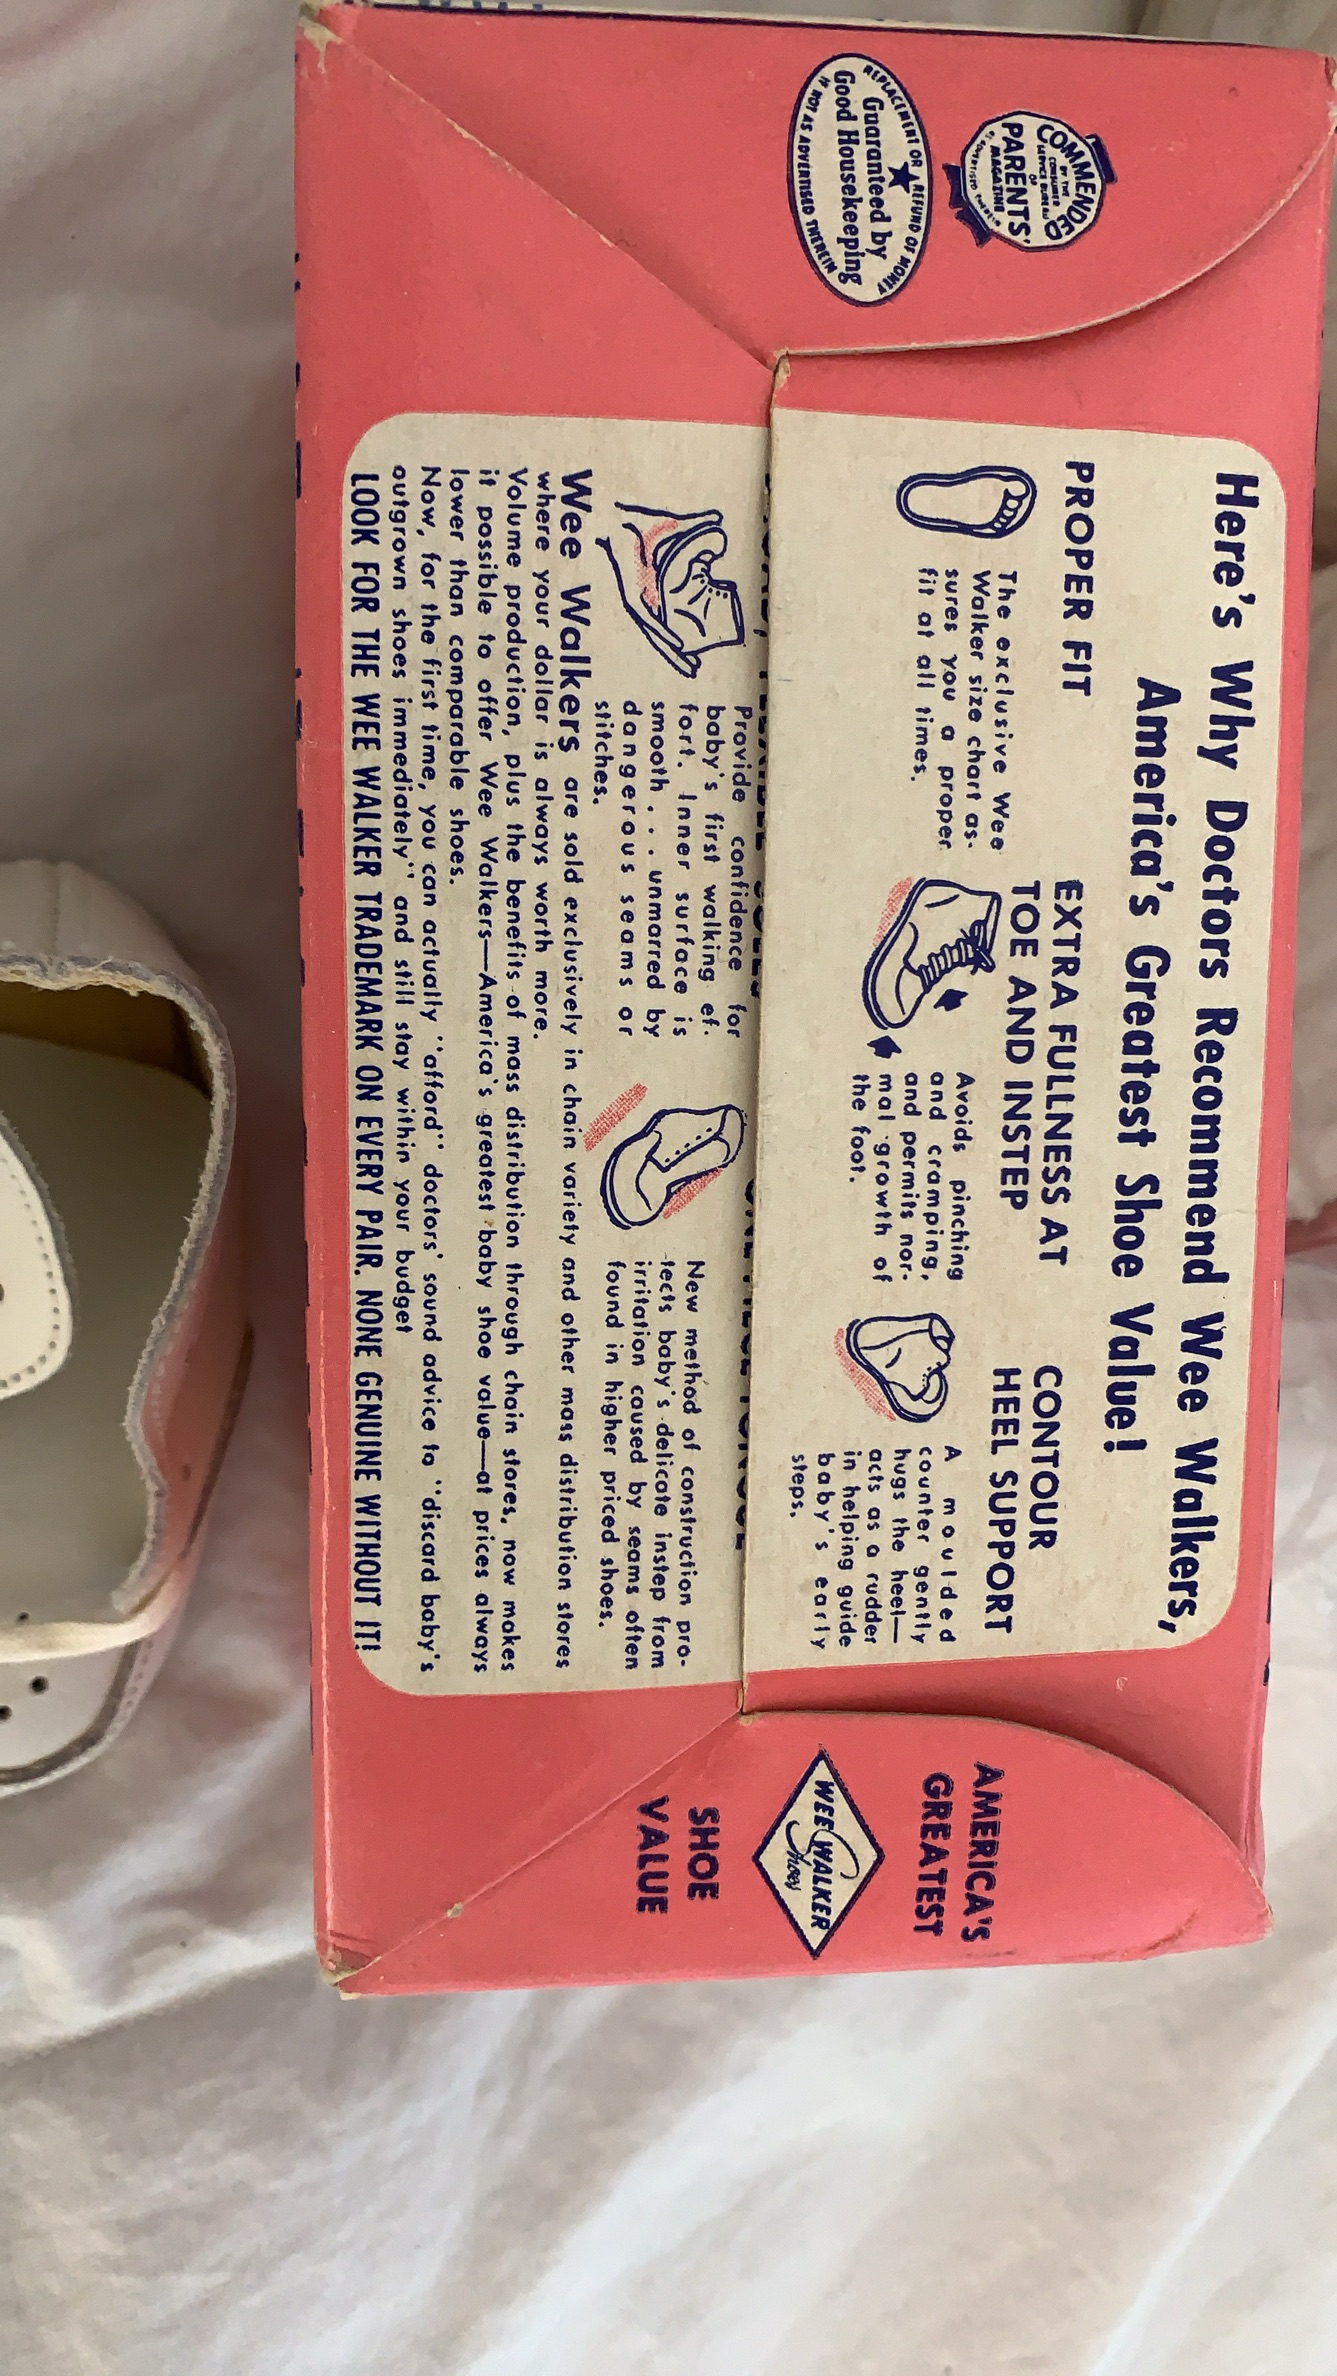 REPLACEMENT OR REFUND OF MONEY
Guaranteed by
Good Housekeeping
IF NOT AS ADVERTISED THEREIN
COMMENDED
BY THE
CONSUMER
SERVICE BUREAU
OF
PARENTS'
MAGAZINE
AS
ADVERTISED THEREIN
Here's Why Doctors Recommend Wee Walkers,
America's Greatest Shoe Value!
PROPER FIT
The exclusive Wee
Walker size chart as-
sures you a proper
fit at all times.
EXTRA FULLNESS AT
TOE AND INSTEP
Avoids pinching
and cramping,
and permits nor-
mal growth of
the foot.
CONTOUR
HEEL SUPPORT
A moulded
counter gently
hugs the heel—
acts as a rudder
in helping guide
baby's early
steps.
Provide confidence for
baby's first walking ef-
fort. Inner surface is
smooth . . . unmarred by
dangerous seams or
stitches.
New method of construction pro-
tects baby's delicate instep from
irritation caused by seams often
found in higher priced shoes.
Wee Walkers are sold exclusively in chain variety and other mass distribution stores
where your dollar is always worth more.
Volume production, plus the benefits of mass distribution through chain stores, now makes
it possible to offer Wee Walkers—America's greatest baby shoe value—at prices always
lower than comparable shoes.
Now, for the first time, you can actually "afford" doctors' sound advice to "discard baby's
outgrown shoes immediately" and still stay within your budget
LOOK FOR THE WEE WALKER TRADEMARK ON EVERY PAIR. NONE GENUINE WITHOUT IT!
AMERICA'S
GREATEST
WEE WALKER
Shoes
SHOE
VALUE